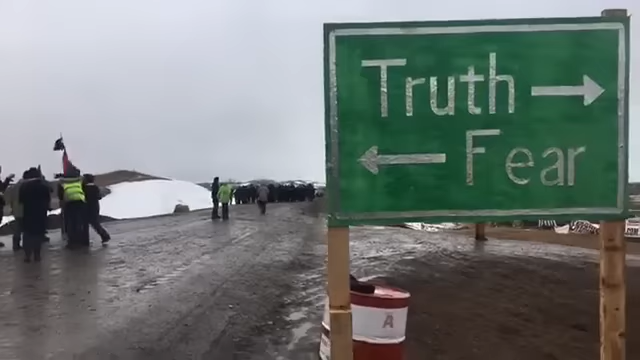 Truth →
← Fear
A